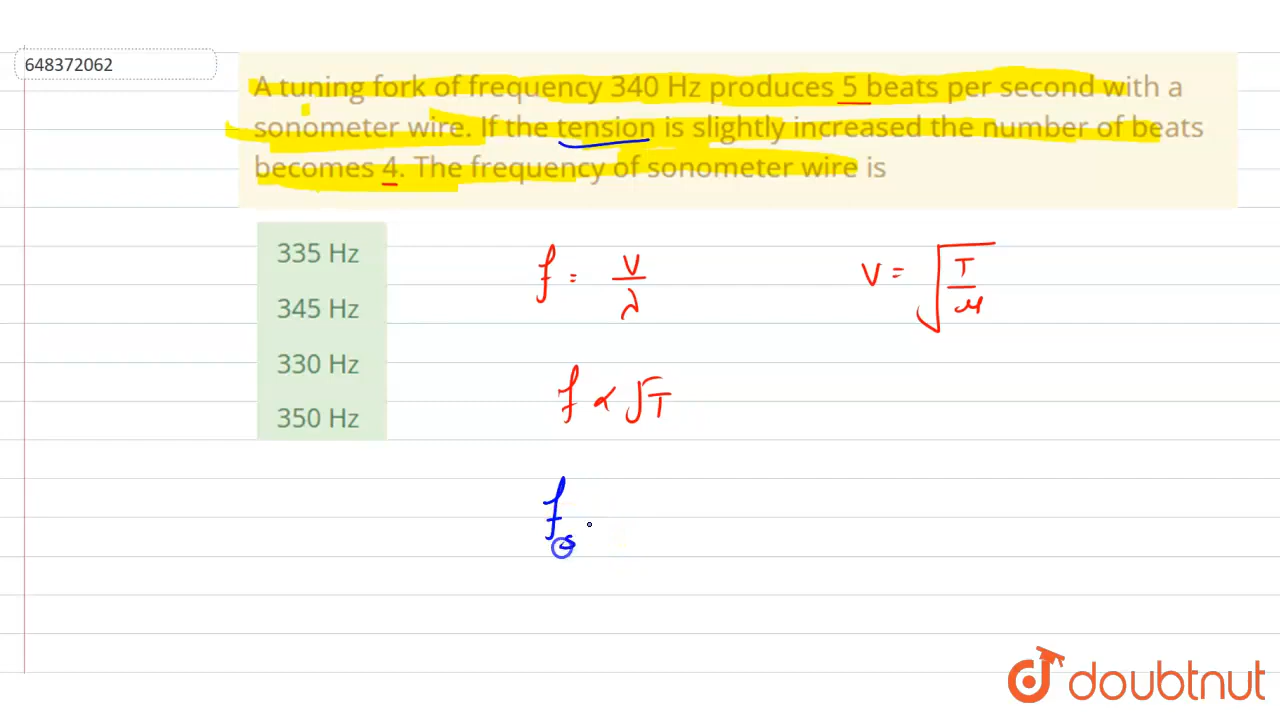 648372062
A tuning fork of frequency 340 Hz produces 5 beats per second with a
sonometer wire. If the tension is slightly increased the number of beats
becomes 4. The frequency of sonometer wire is
335 Hz
345 Hz
330 Hz
350 Hz
f = V/λ
V = √T/μ
f ∝ √T
f s
doubtnut